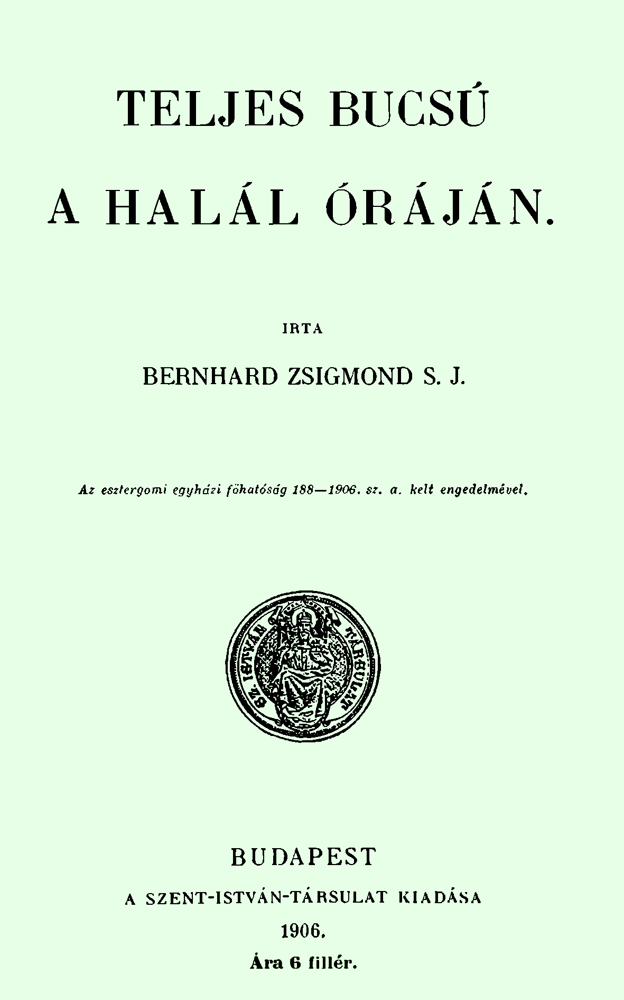 TELJES BUCSÚ
A HALÁL ÓRÁJÁN.
IRTA
BERNHARD ZSIGMOND S. J.
Az esztergomi egyházi főhatóság 188—1906. sz. a. kelt engedelmével.
SZ. ISTVÁN TÁRSULAT
BUDAPEST
A SZENT-ISTVÁN-TÁRSULAT KIADÁSA
1906.
Ára 6 fillér.